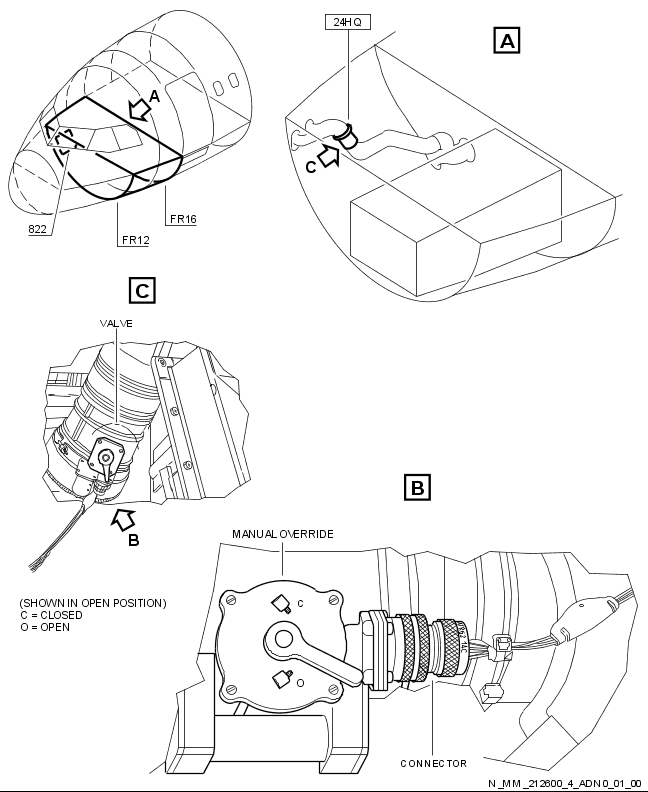 24HQ
A
A
C
822
FR16
FR12
C
VALVE
B
B
MANUAL OVERRIDE
(SHOWN IN OPEN POSITION)
C = CLOSED
O = OPEN
C
O
CONNECTOR
N_MM_212600_4_ADN0_01_00